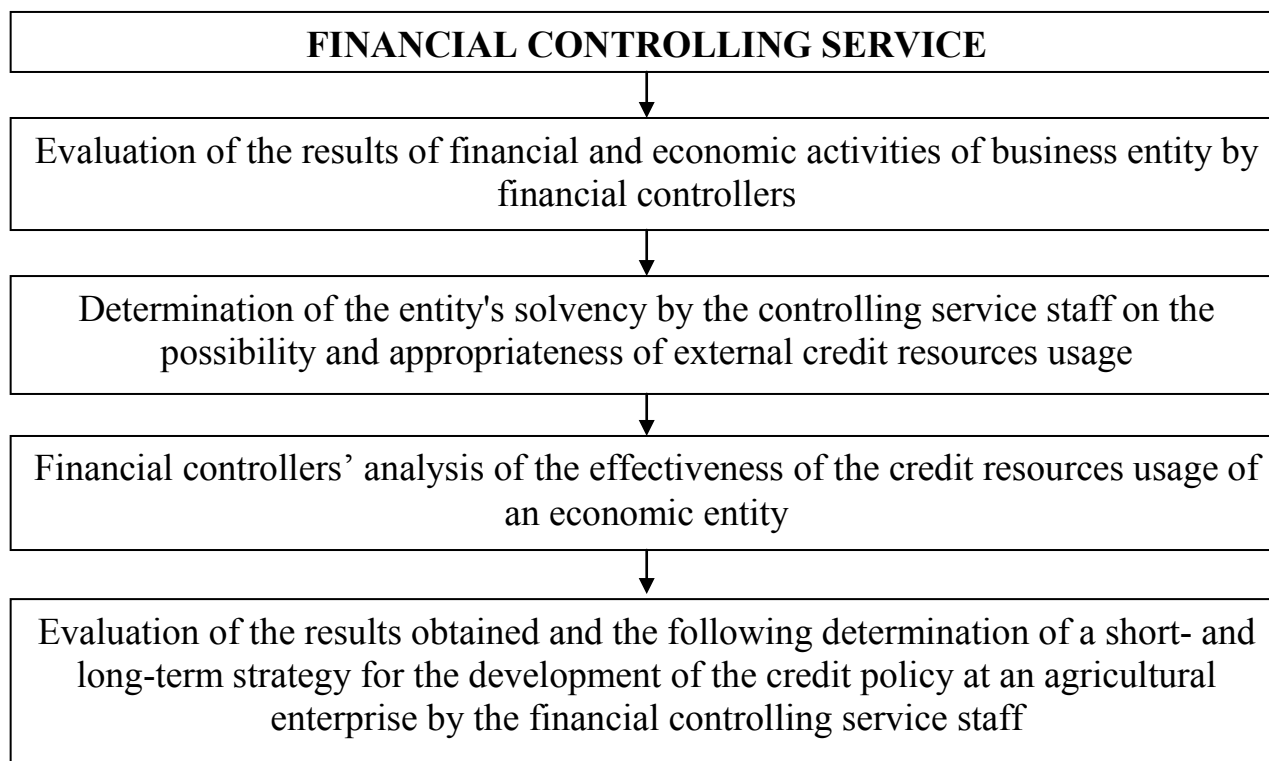 FINANCIAL CONTROLLING SERVICE
Evaluation of the results of financial and economic activities of business entity by
financial controllers
Determination of the entity's solvency by the controlling service staff on the
possibility and appropriateness of external credit resources usage
Financial controllers’ analysis of the effectiveness of the credit resources usage of
an economic entity
Evaluation of the results obtained and the following determination of a short- and
long-term strategy for the development of the credit policy at an agricultural
enterprise by the financial controlling service staff